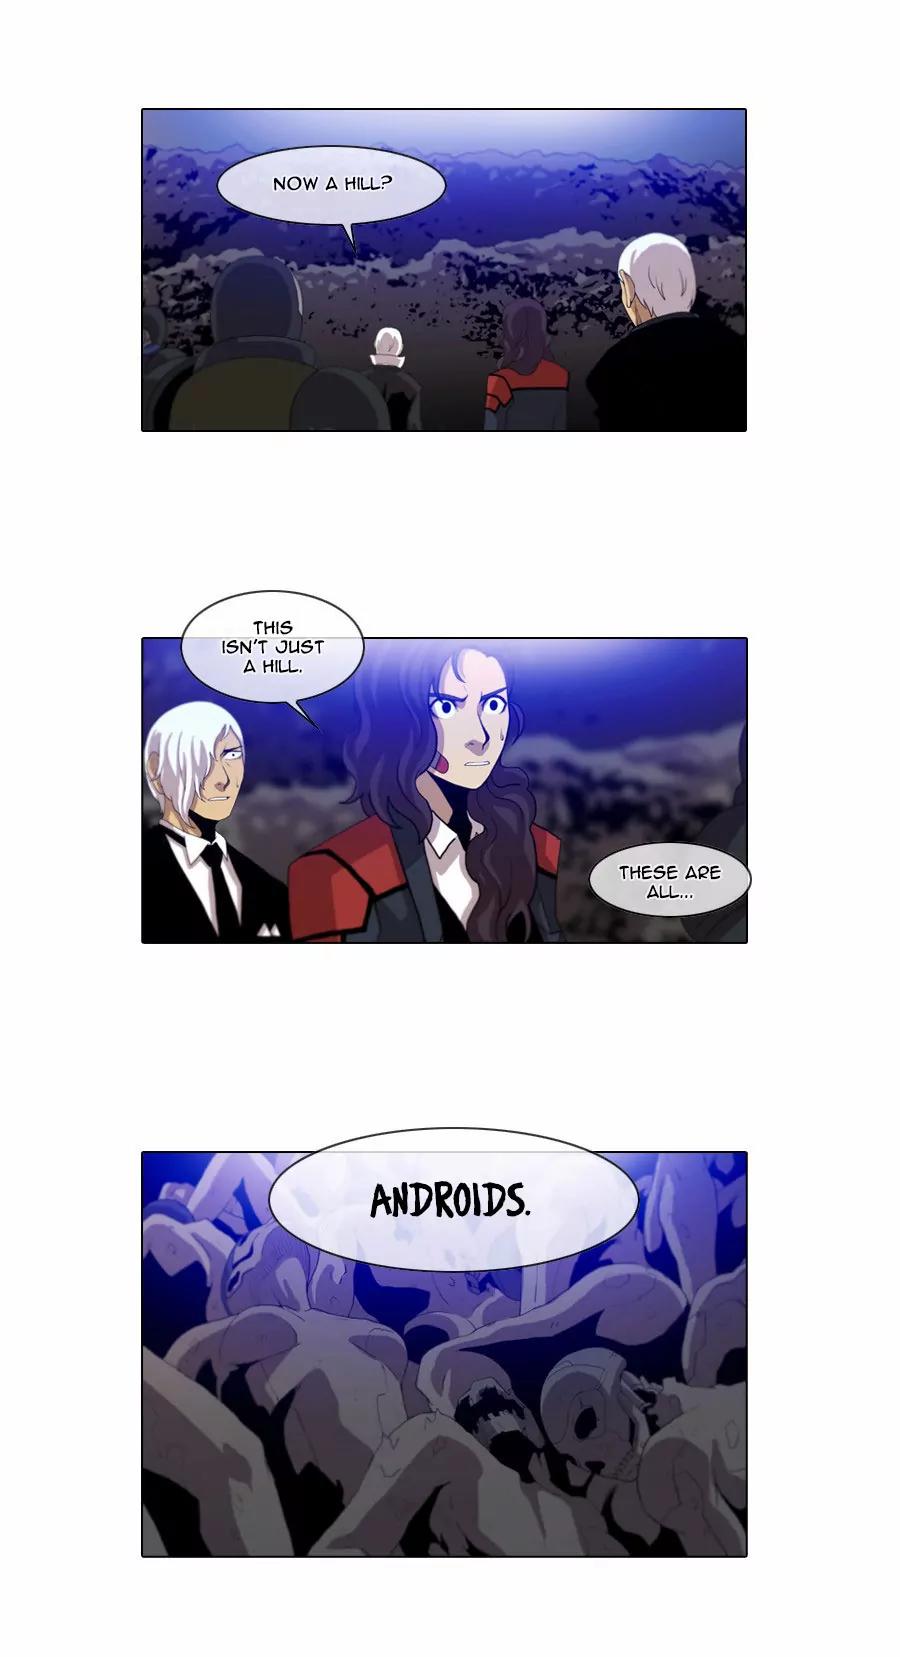 NOW A HILL?
THIS
ISN'T JUST
A HILL.
THESE ARE
ALL...
ANDROIDS.